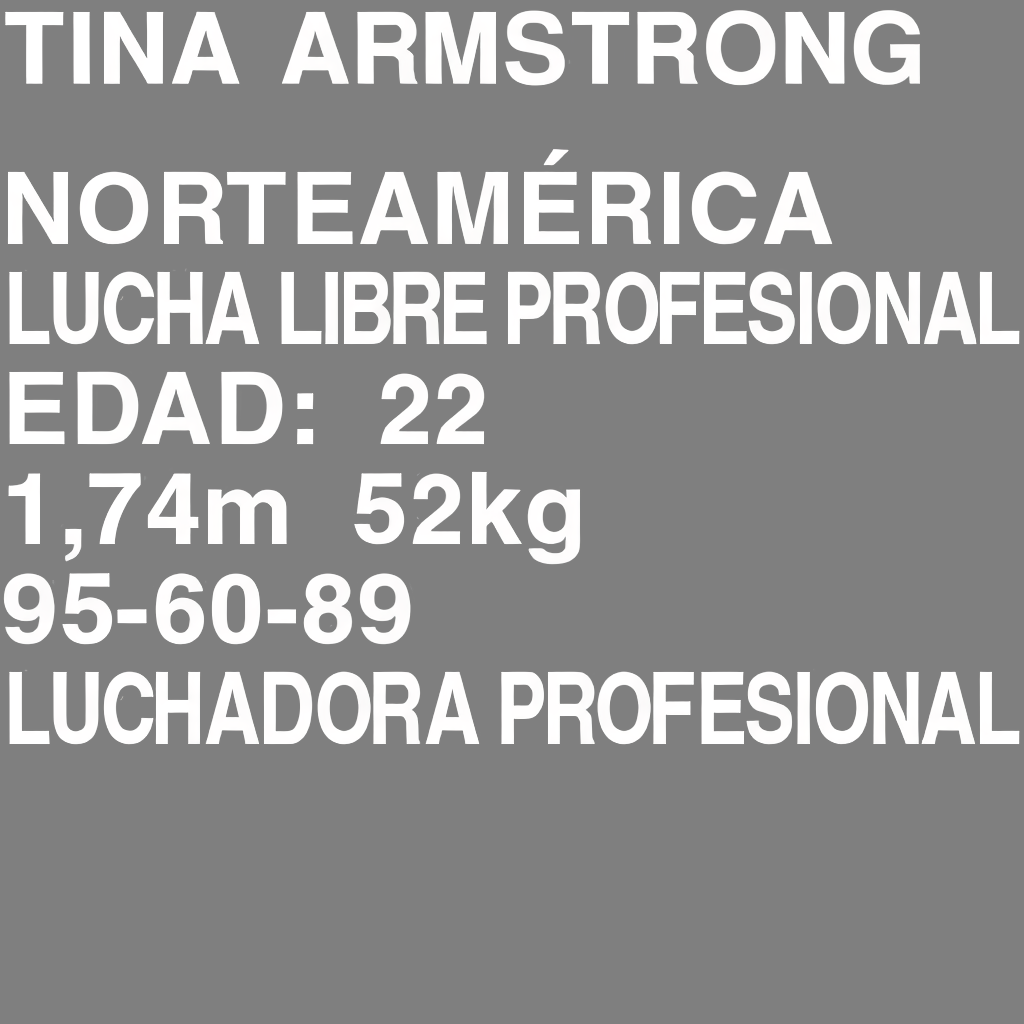 TINA ARMSTRONG
NORTEAMÉRICA
LUCHA LIBRE PROFESIONAL
EDAD: 22
1,74m 52kg
95-60-89
LUCHADORA PROFESIONAL